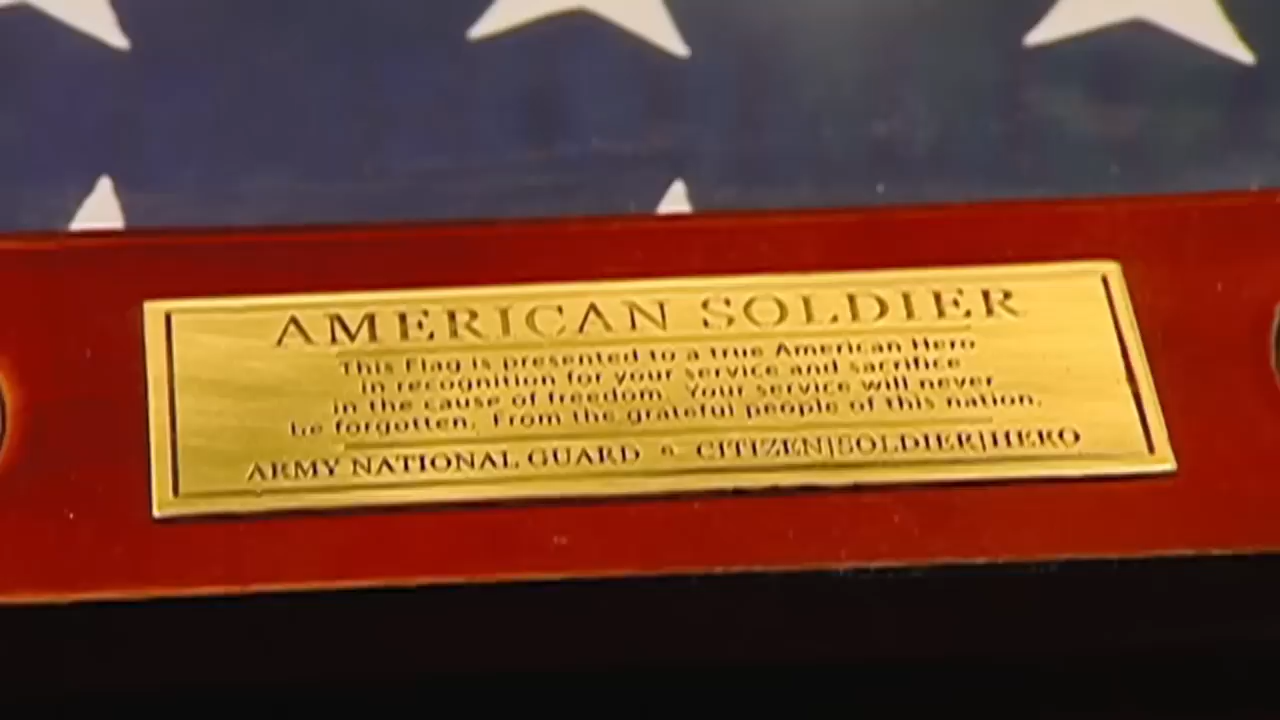 AMERICAN SOLDIER
This Flag is presented to a true American Hero
in recognition for your service and sacrifice
in the cause of freedom. Your service will never
be forgotten. From the grateful people of this nation.
ARMY NATIONAL GUARD • CITIZEN|SOLDIER|HERO